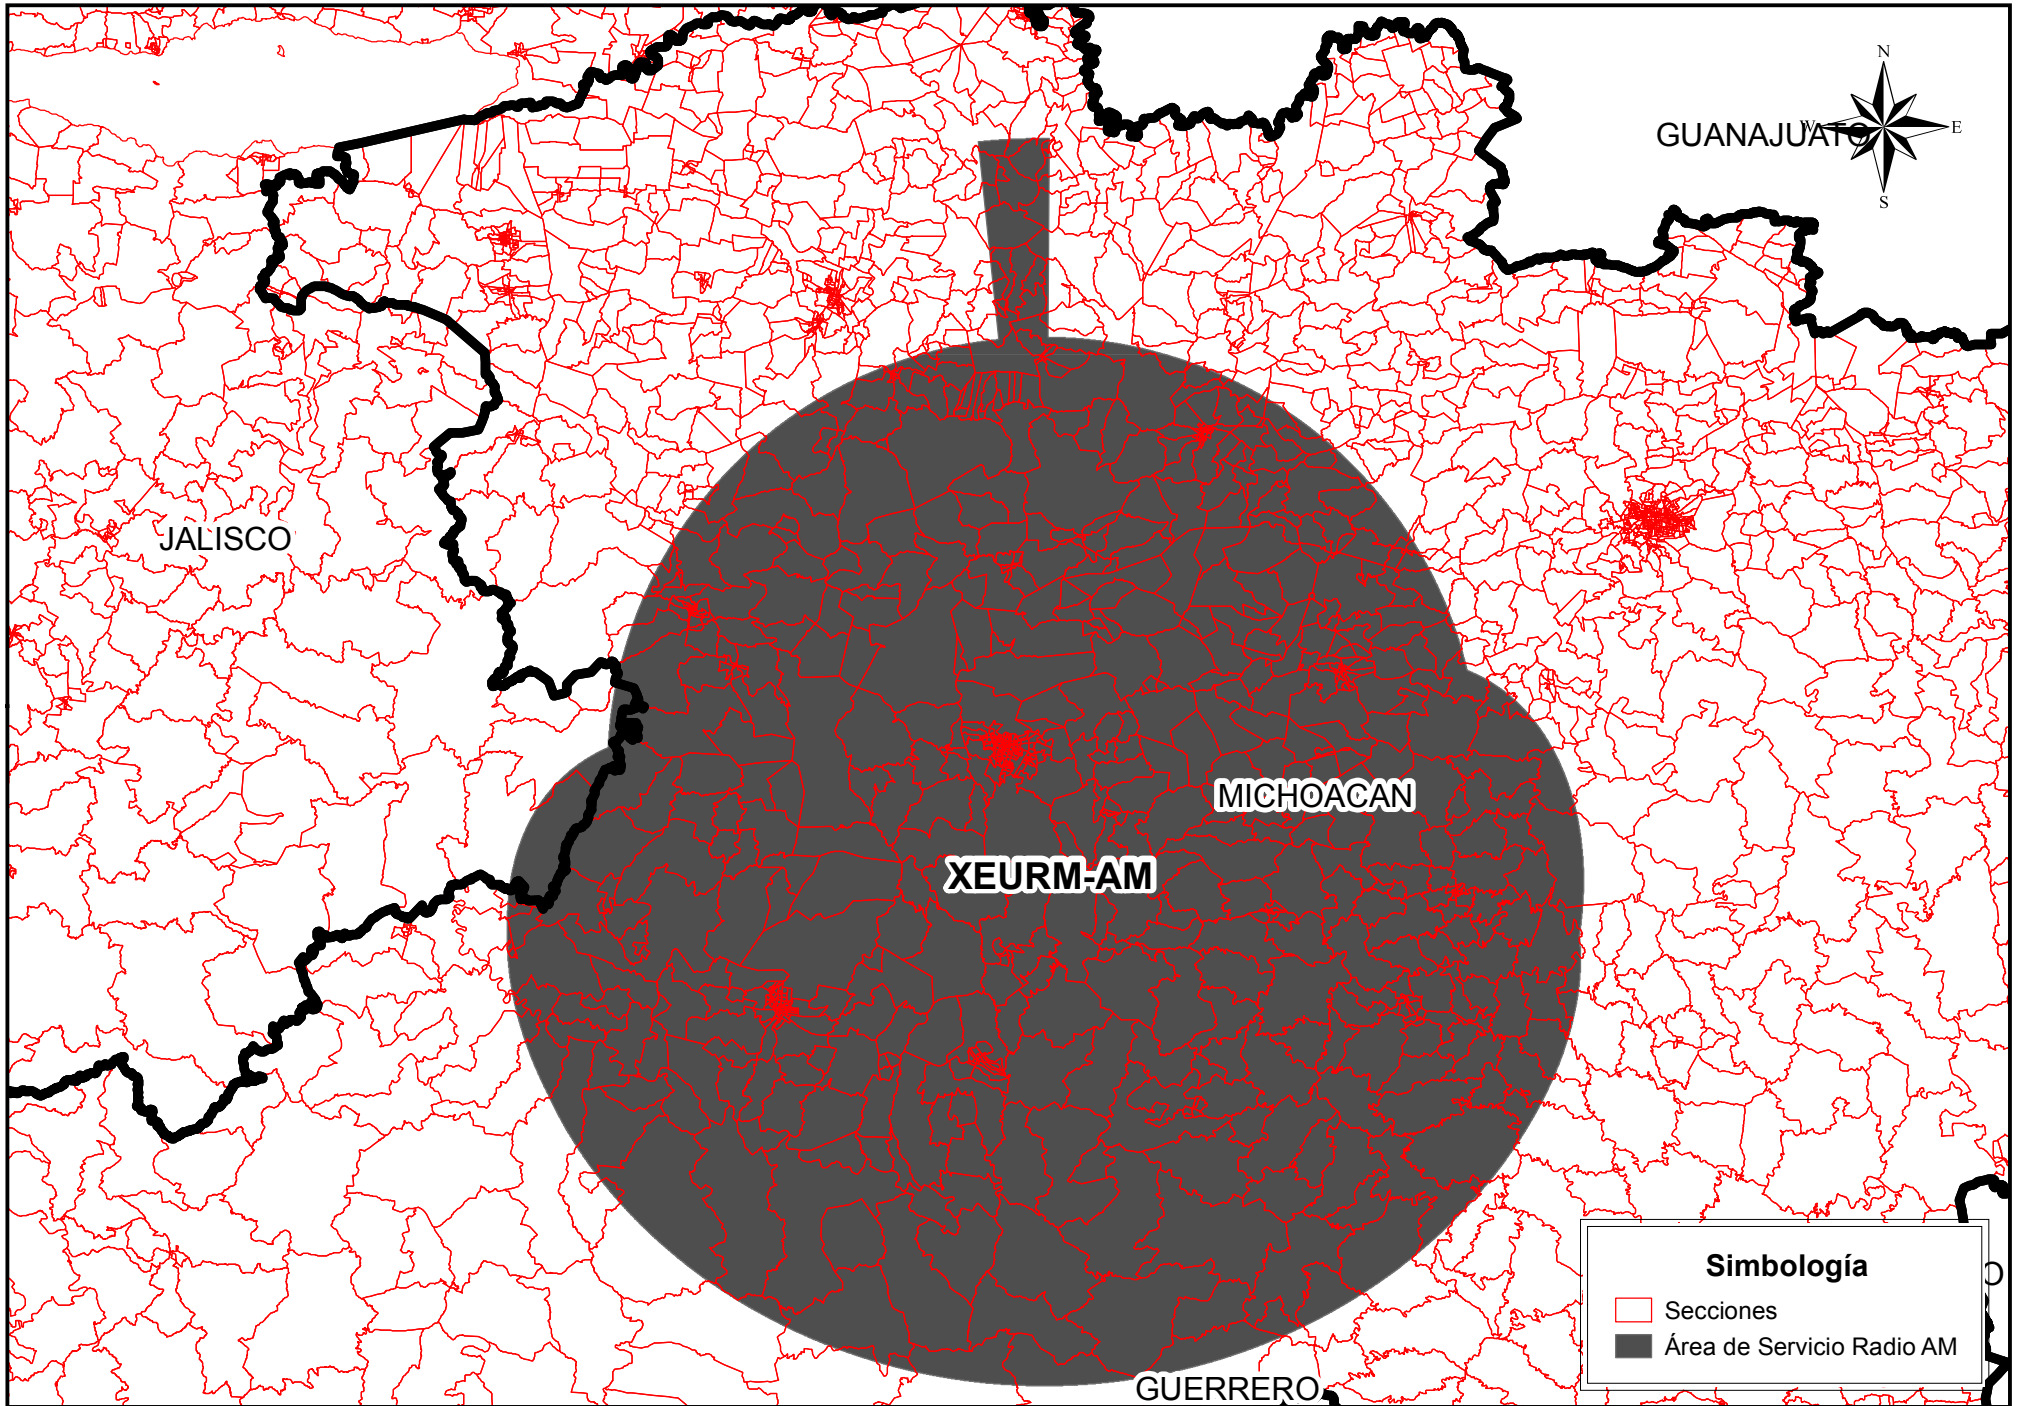 N
GUANAJUATO
W
E
S
JALISCO
MICHOACAN
XEURM-AM
Simbología
O
Secciones
Área de Servicio Radio AM
GUERRERO